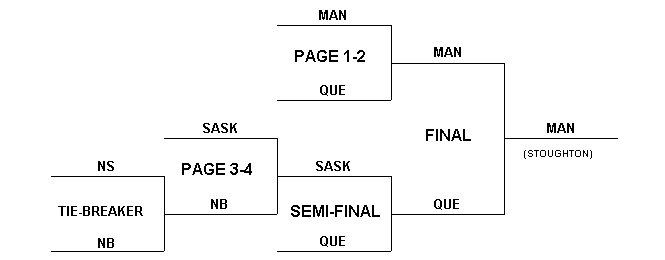 MAN
PAGE 1-2
MAN
QUE
SASK
FINAL
MAN
(STOUGHTON)
NS
PAGE 3-4
SASK
TIE-BREAKER
NB
SEMI-FINAL
QUE
NB
QUE